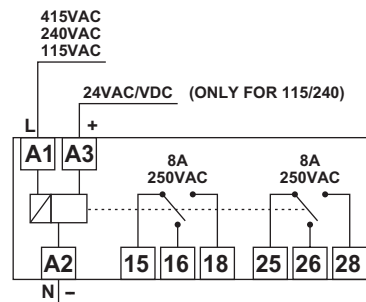 415VAC
240VAC
115VAC
24VAC/VDC (ONLY FOR 115/240)
L +
A1 A3
8A 8A
250VAC 250VAC
A2 15 16 18 25 26 28
N –